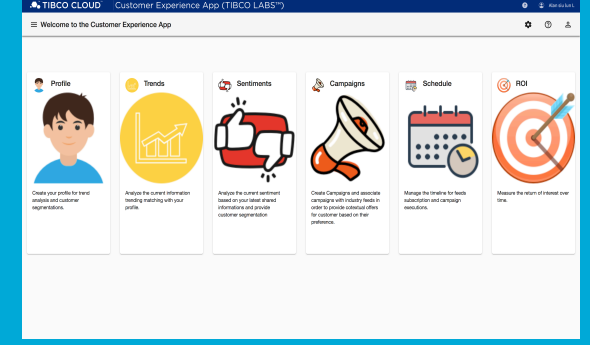 TIBCO CLOUD™ | Customer Experience App (TIBCO LABS™)
Welcome to the Customer Experience App
Profile
Create your profile for trend
analysis and customer
segmentations.
Trends
Analyze the current information
trending matching with your
profile.
Sentiments
Analyze the current sentiment
based on your latest shared
informations and provide
customer segmentation
Campaigns
Create Campaigns and associate
campaigns with industry feeds in
order to provide cotextual offers
for customer based on their
preference.
Schedule
Manage the timeline for feeds
subscription and campaign
executions.
ROI
Measure the return of interest over
time.